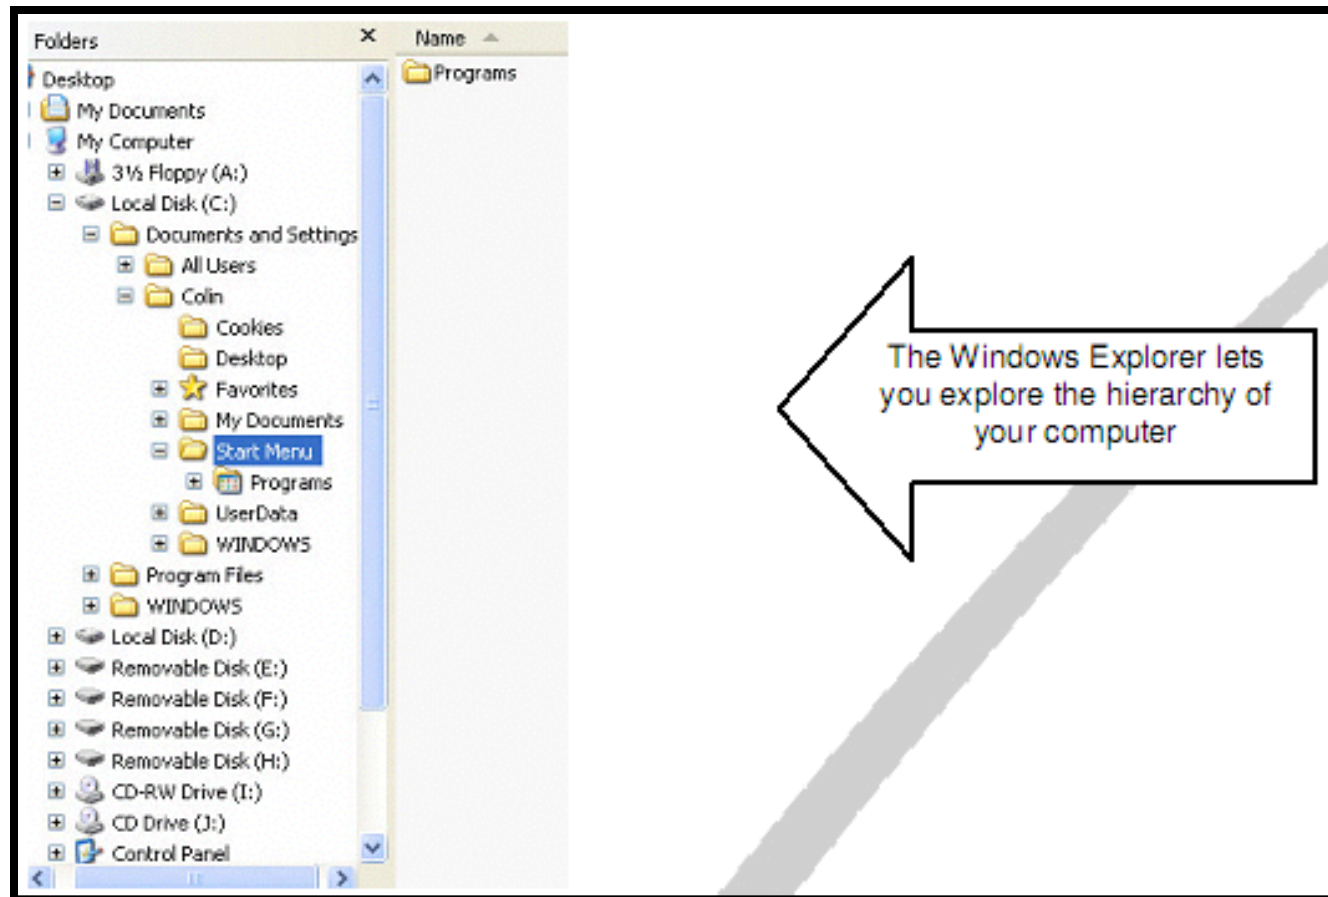 Folders
Desktop
My Documents
My Computer
3½ Floppy (A:)
Local Disk (C:)
Documents and Settings
All Users
Colin
Cookies
Desktop
Favorites
My Documents
Start Menu
Programs
UserData
WINDOWS
Program Files
WINDOWS
Local Disk (D:)
Removable Disk (E:)
Removable Disk (F:)
Removable Disk (G:)
Removable Disk (H:)
CD-RW Drive (I:)
CD Drive (J:)
Control Panel
Name
Programs
The Windows Explorer lets
you explore the hierarchy of
your computer